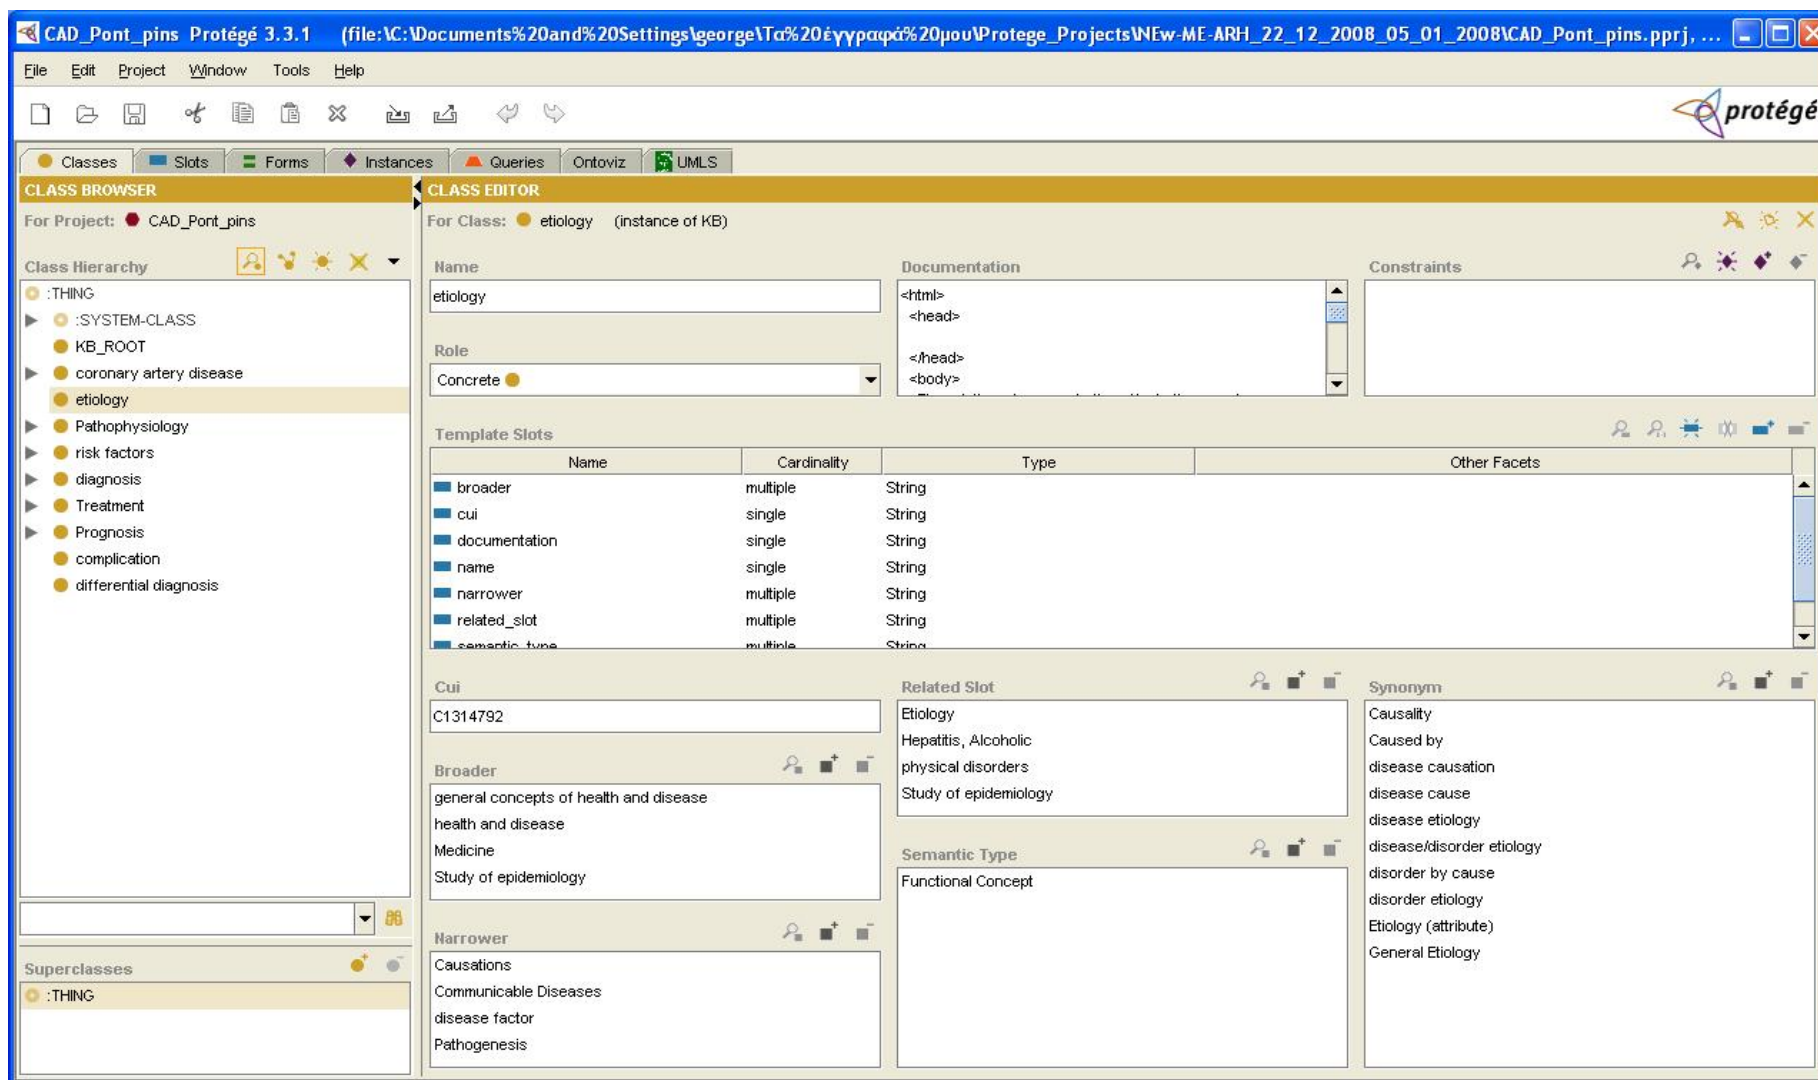 CAD_Pont_pins Protégé 3.3.1 (file:\C:\Documents%20and%20Settings\george\Τα%20έγγραφά%20μου\Protege_Projects\NEw-ME-ARH_22_12_2008_05_01_2008\CAD_Pont_pins.pprj, ...
File Edit Project Window Tools Help
protégé
Classes Slots Forms Instances Queries Ontoviz UMLS
CLASS BROWSER
For Project: CAD_Pont_pins
Class Hierarchy
:THING
:SYSTEM-CLASS
KB_ROOT
coronary artery disease
etiology
Pathophysiology
risk factors
diagnosis
Treatment
Prognosis
complication
differential diagnosis
Superclasses
:THING
CLASS EDITOR
For Class: etiology (instance of KB)
Name
etiology
Role
Concrete
Documentation
<html>
<head>
</head>
<body>
Constraints
Template Slots
Name Cardinality Type Other Facets
broader multiple String
cui single String
documentation single String
name single String
narrower multiple String
related_slot multiple String
semantic_type multiple String
Cui
C1314792
Broader
general concepts of health and disease
health and disease
Medicine
Study of epidemiology
Narrower
Causations
Communicable Diseases
disease factor
Pathogenesis
Related Slot
Etiology
Hepatitis, Alcoholic
physical disorders
Study of epidemiology
Semantic Type
Functional Concept
Synonym
Causality
Caused by
disease causation
disease cause
disease etiology
disease/disorder etiology
disorder by cause
disorder etiology
Etiology (attribute)
General Etiology